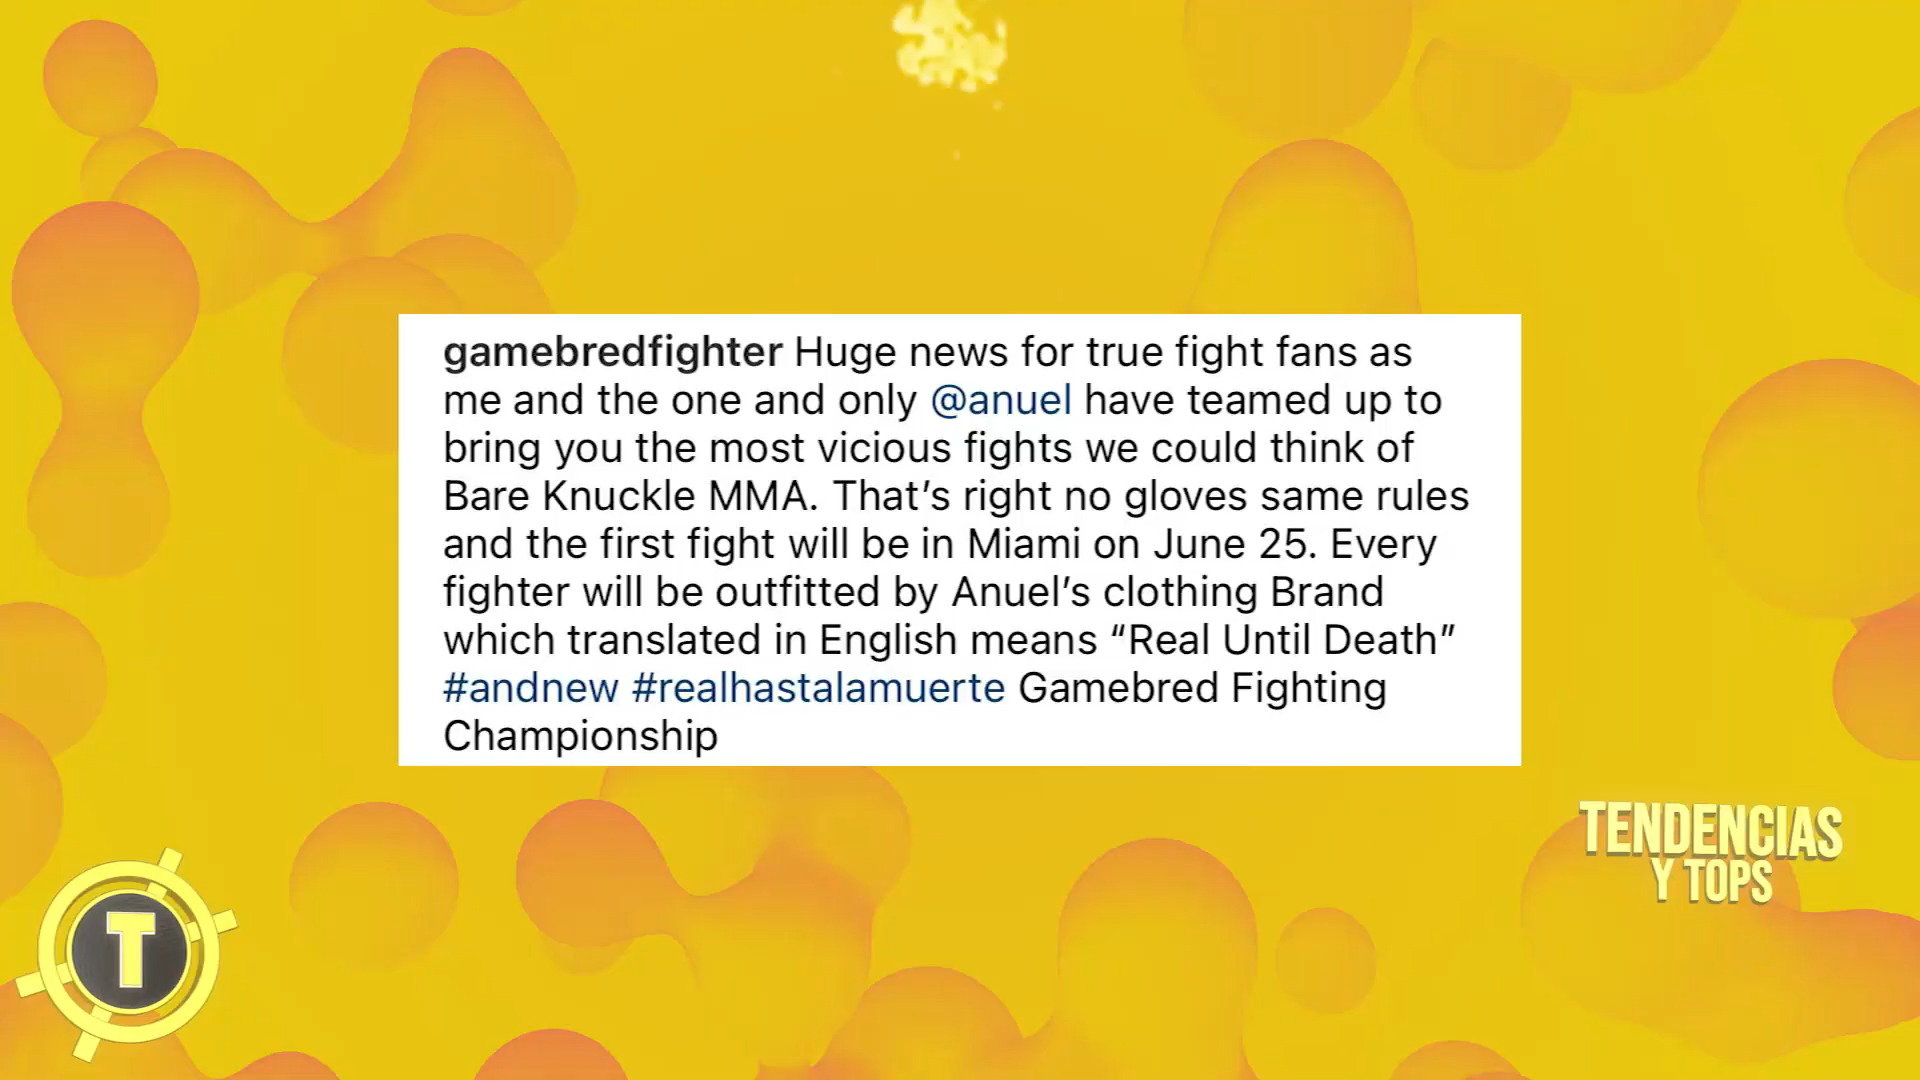 gamebredfighter Huge news for true fight fans as
me and the one and only @anuel have teamed up to
bring you the most vicious fights we could think of
Bare Knuckle MMA. That’s right no gloves same rules
and the first fight will be in Miami on June 25. Every
fighter will be outfitted by Anuel’s clothing Brand
which translated in English means “Real Until Death”
#andnew #realhastalamuerte Gamebred Fighting
Championship
TENDENCIAS
Y TOPS
T